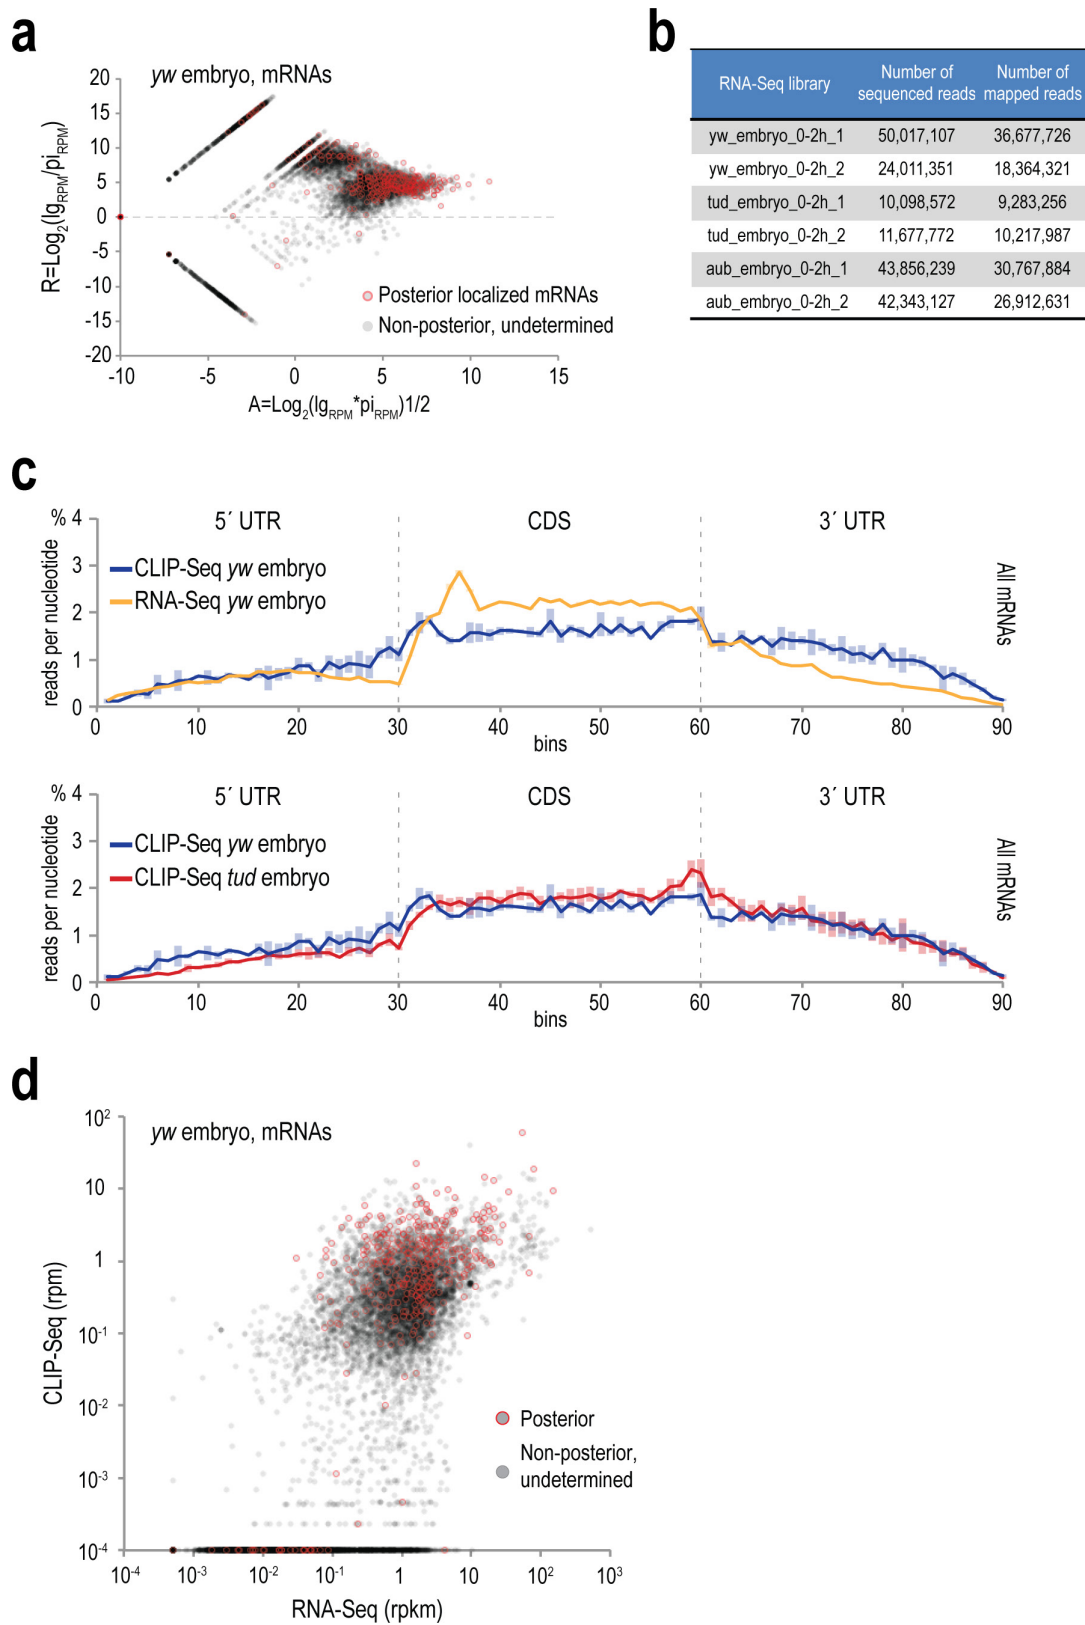 a
yw embryo, mRNAs
R=Log2(lgRPM/piRPM)
20
15
10
5
0
-5
-10
-15
-20
-10
-5
0
5
10
15
A=Log2(lgRPM*piRPM)1/2
Posterior localized mRNAs
Non-posterior, undetermined
b
RNA-Seq library Number of sequenced reads Number of mapped reads
yw_embryo_0-2h_1 50,017,107 36,677,726
yw_embryo_0-2h_2 24,011,351 18,364,321
tud_embryo_0-2h_1 10,098,572 9,283,256
tud_embryo_0-2h_2 11,677,772 10,217,987
aub_embryo_0-2h_1 43,856,239 30,767,884
aub_embryo_0-2h_2 42,343,127 26,912,631
c
5´ UTR CDS 3´ UTR
% 4
3
2
1
0
reads per nucleotide
CLIP-Seq yw embryo
RNA-Seq yw embryo
All mRNAs
0 10 20 30 40 50 60 70 80 90
bins
5´ UTR CDS 3´ UTR
% 4
3
2
1
0
reads per nucleotide
CLIP-Seq yw embryo
CLIP-Seq tud embryo
All mRNAs
0 10 20 30 40 50 60 70 80 90
bins
d
yw embryo, mRNAs
CLIP-Seq (rpm)
10²
10
1
10⁻¹
10⁻²
10⁻³
10⁻⁴
Posterior
Non-posterior,
undetermined
10⁻⁴ 10⁻³ 10⁻² 10⁻¹ 1 10 10² 10³
RNA-Seq (rpkm)